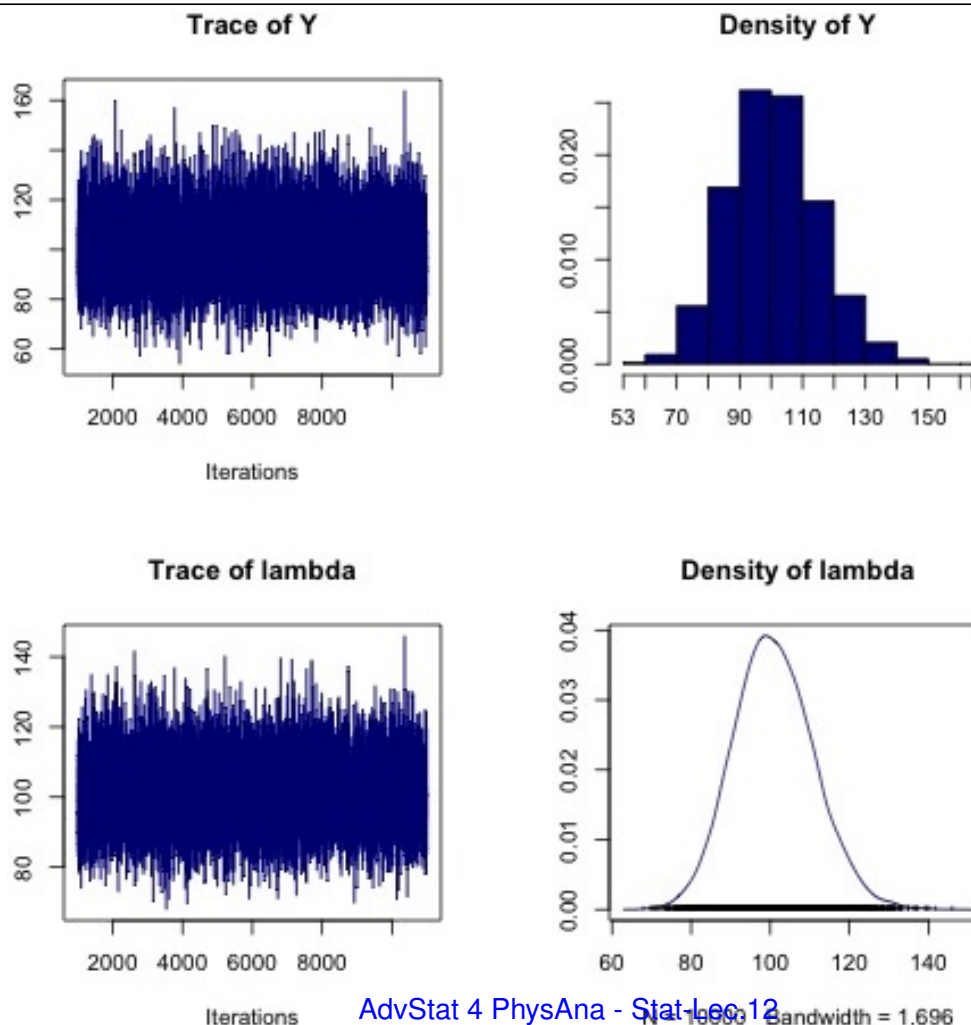 Trace of Y
Density of Y
160
120
80
60
0.020
0.010
0.000
2000 4000 6000 8000
53 70 90 110 130 150
Iterations
Trace of lambda
Density of lambda
140
120
100
80
0.04
0.03
0.02
0.01
0.00
2000 4000 6000 8000
60 80 100 120 140
Iterations
AdvStat 4 PhysAna - Stat-Lec.12
N = 10000 Bandwidth = 1.696